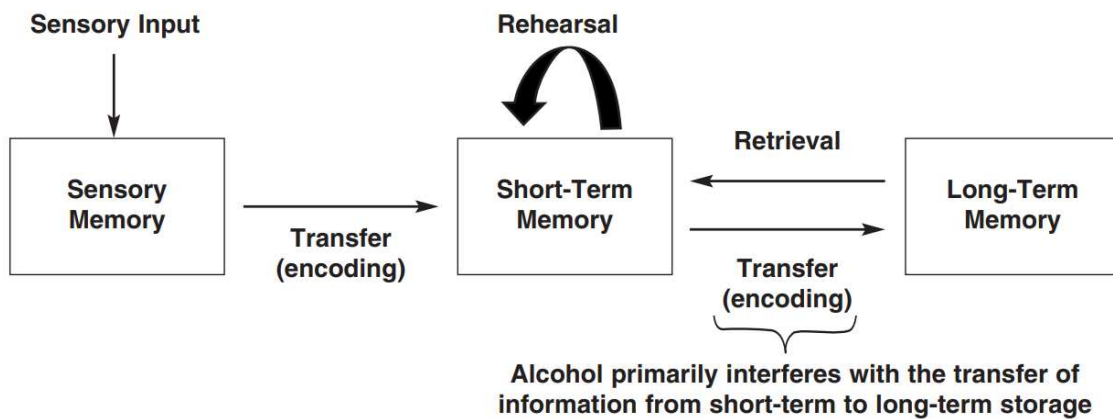 Sensory Input
Rehearsal
Sensory
Memory
Transfer
(encoding)
Short-Term
Memory
Retrieval
Transfer
(encoding)
Long-Term
Memory
Alcohol primarily interferes with the transfer of
information from short-term to long-term storage